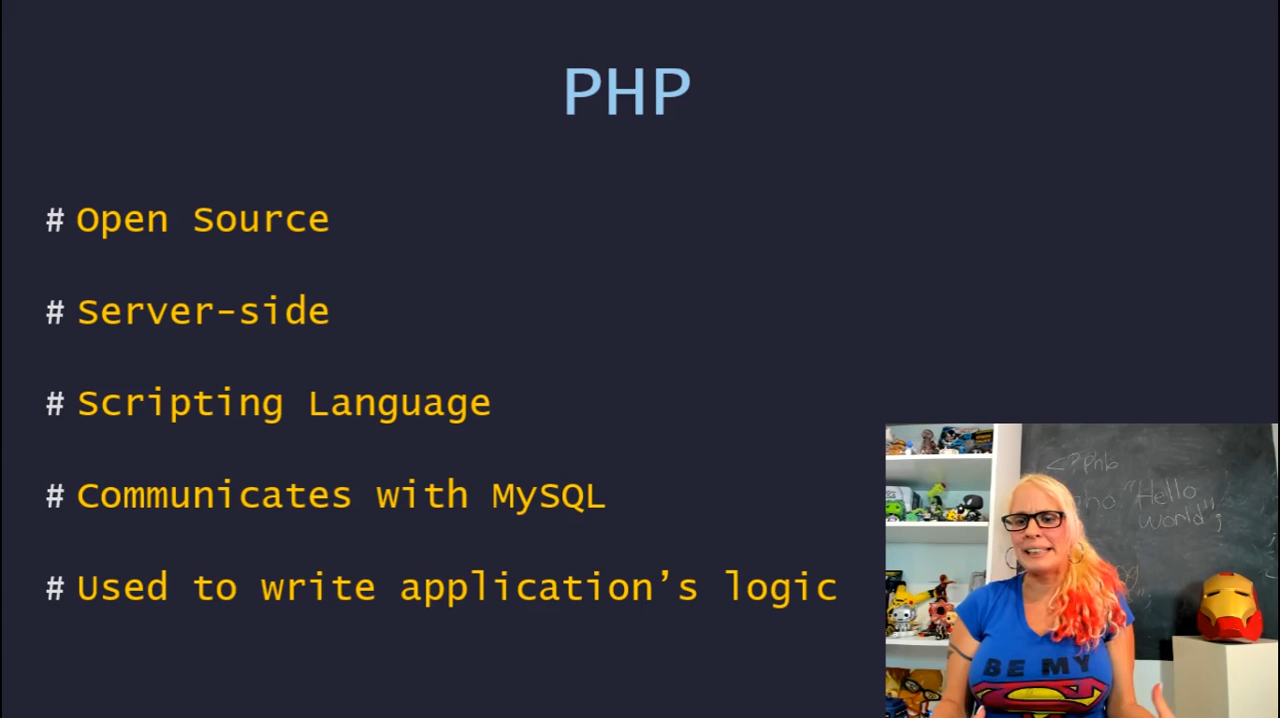 PHP
# Open Source
# Server-side
# Scripting Language
# Communicates with MySQL
# Used to write application’s logic
<?php
"Hello
world";
BE MY
S